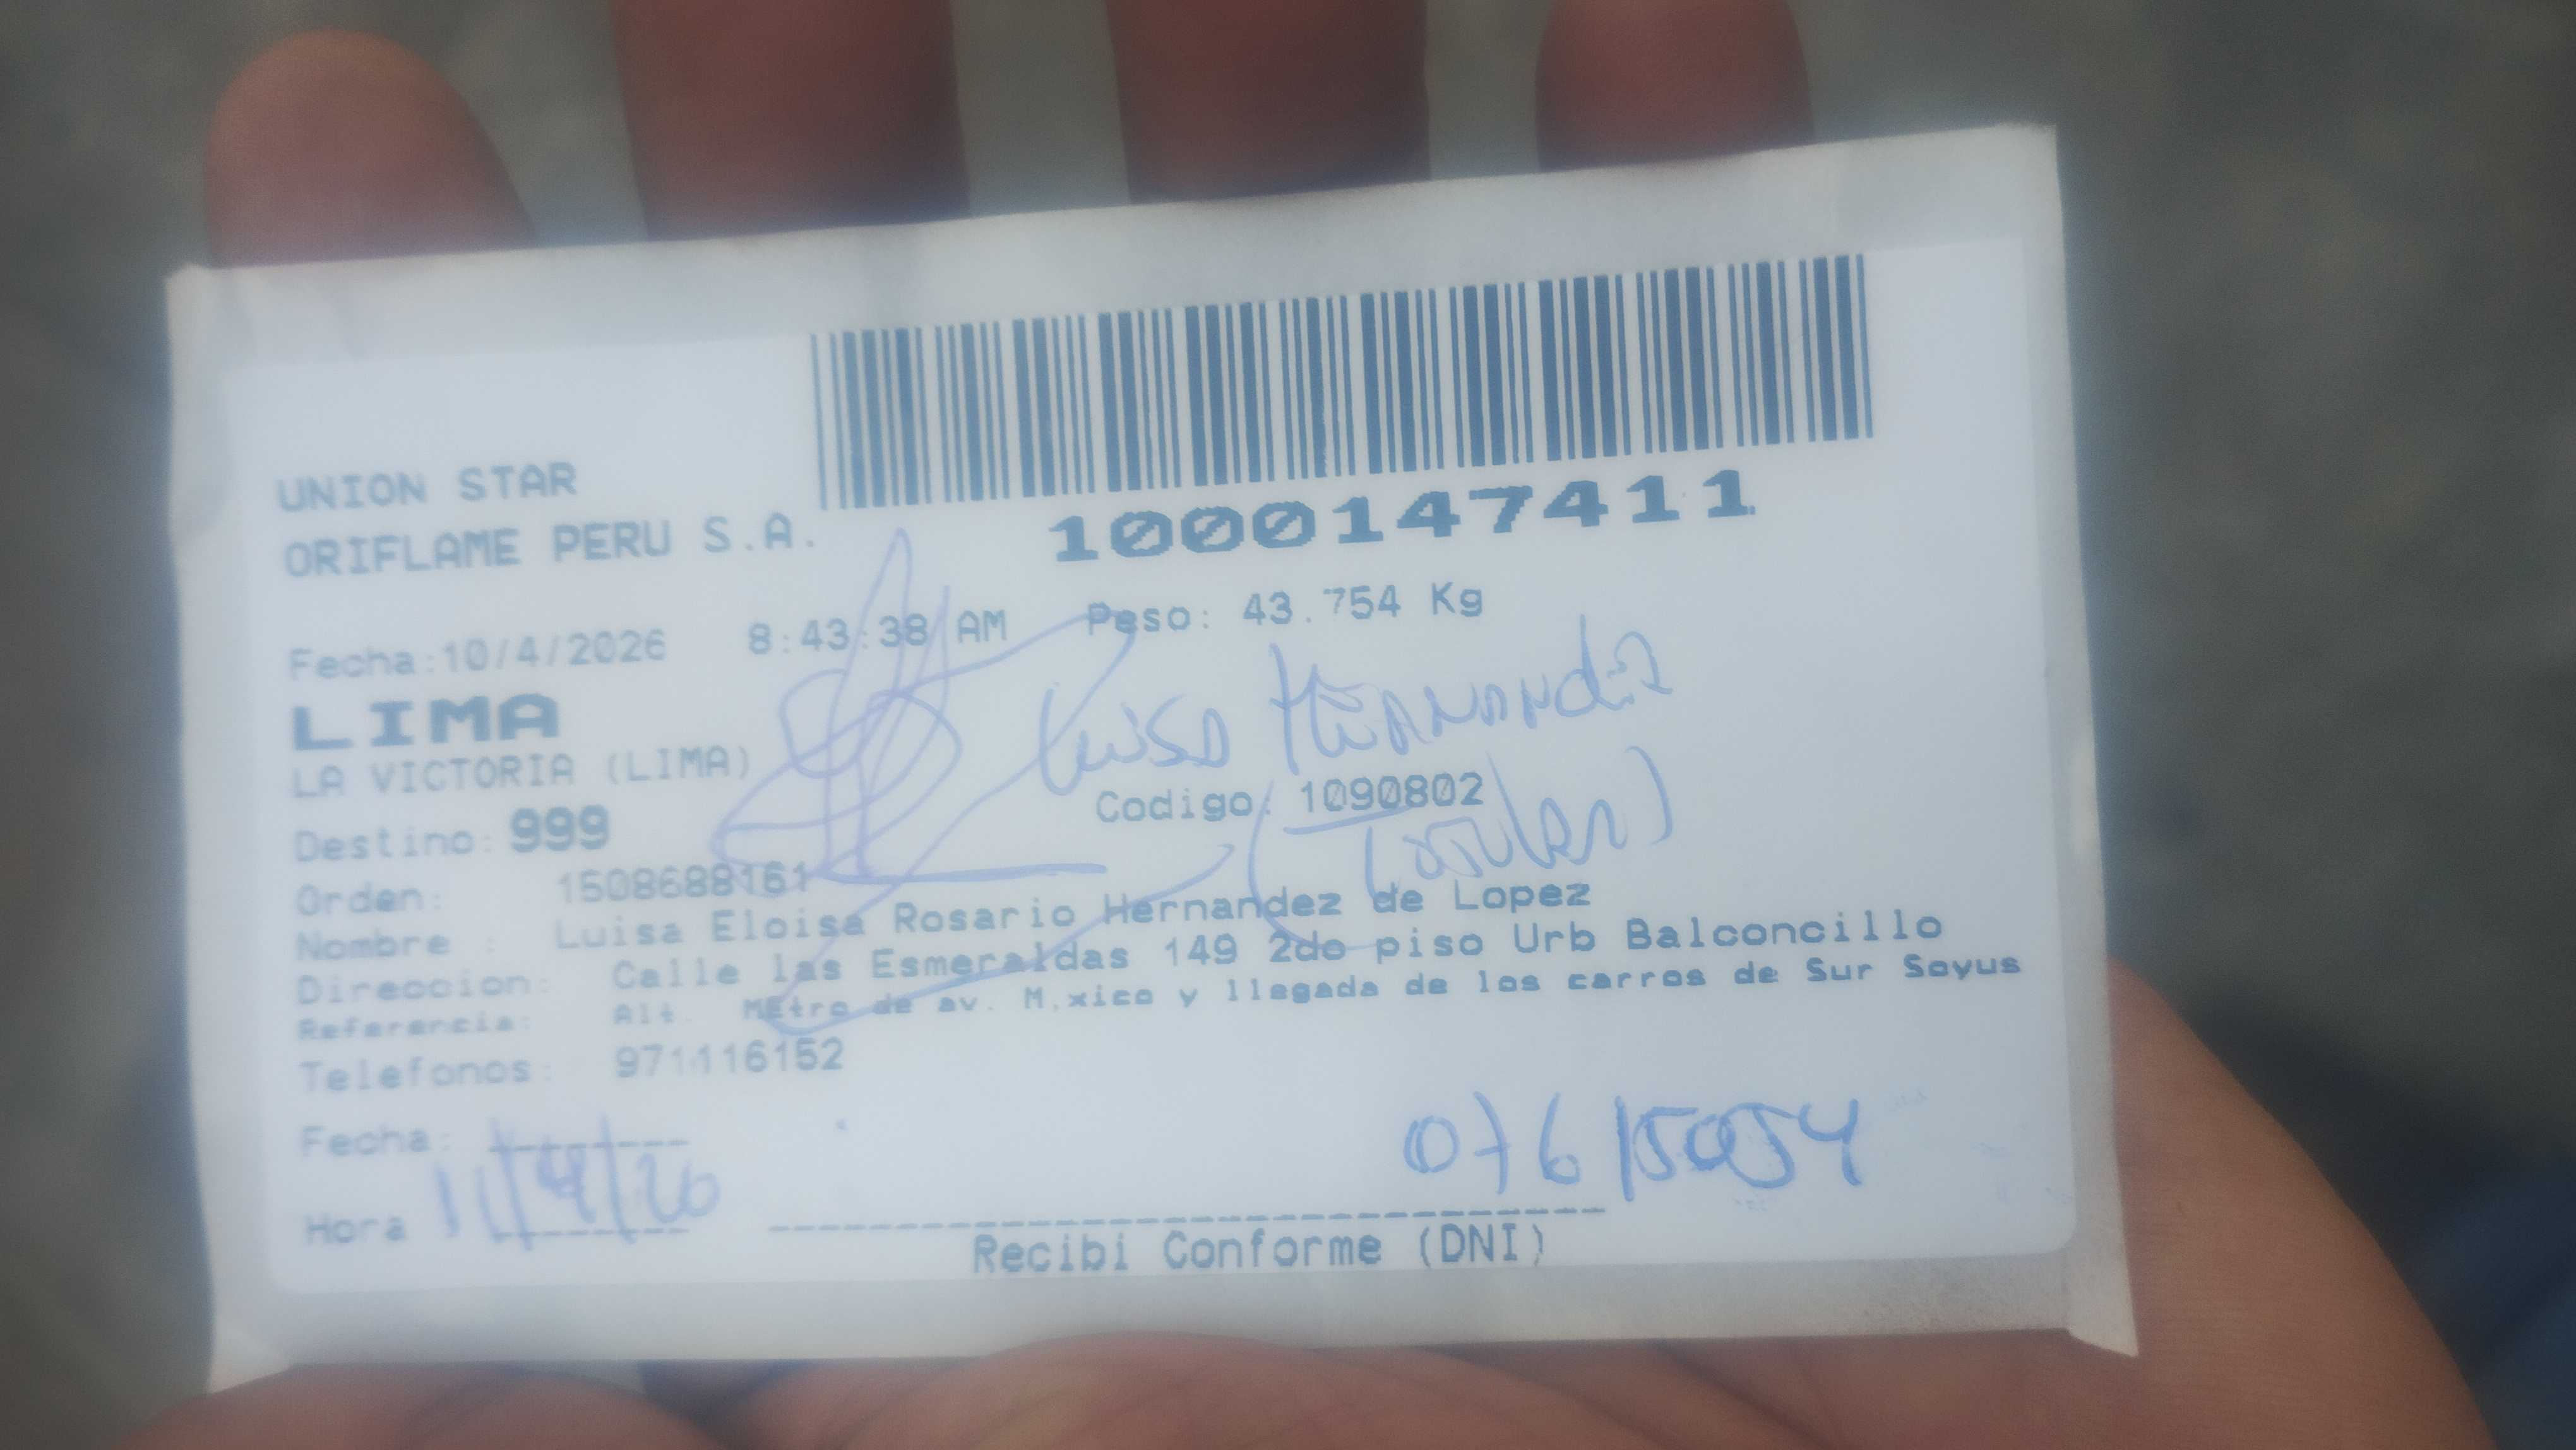 UNION STAR
ORIFLAME PERU S.A.
1000147411
Fecha:10/4/2026 8:43:38 AM Peso: 43.754 Kg
LIMA
LA VICTORIA (LIMA)
Luisa Hernandez
Destino: 999 Codigo: 1090802
(Titular)
Orden: 1508688161
Nombre : Luisa Eloisa Rosario Hernandez de Lopez
Direccion: Calle las Esmeraldas 149 2do piso Urb Balconcillo
Referencia: Alt. MEtro de av. M.xico y llegada de los carros de Sur Soyus
Telefonos: 971116152
Fecha:
11/4/26
07615054
Hora
Recibi Conforme (DNI)